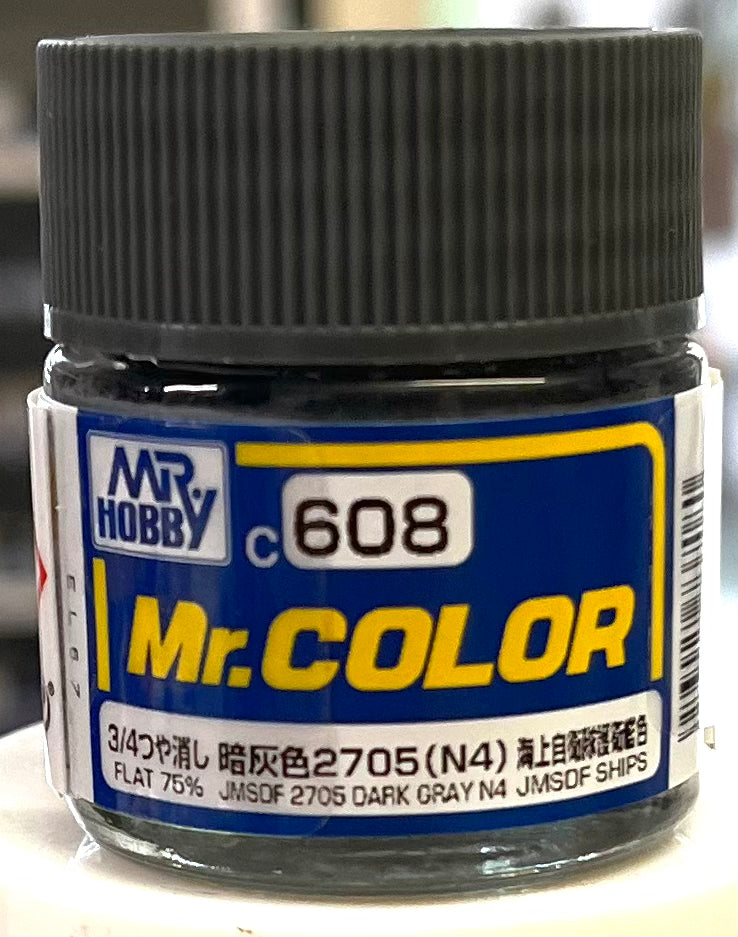 MR. HOBBY
C 608
Mr.COLOR
3/4つや消し 暗灰色2705(N4) 海上自衛隊護衛艦色
FLAT 75% JMSDF 2705 DARK GRAY N4 JMSDF SHIPS